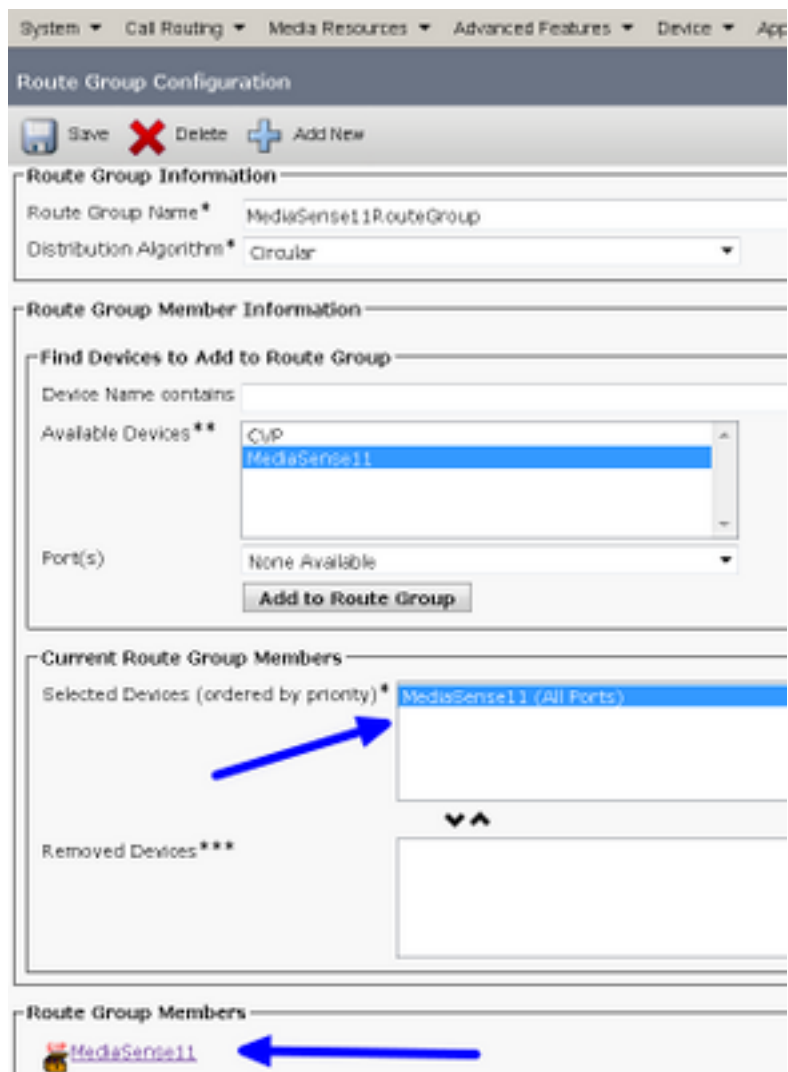 System Call Routing Media Resources Advanced Features Device App
Route Group Configuration
Save Delete Add New
Route Group Information
Route Group Name* MediaSense11RouteGroup
Distribution Algorithm* Circular
Route Group Member Information
Find Devices to Add to Route Group
Device Name contains
Available Devices** CVP
MediaSense11
Port(s) None Available
Add to Route Group
Current Route Group Members
Selected Devices (ordered by priority)* MediaSense11 (All Ports)
Removed Devices***
Route Group Members
MediaSense11